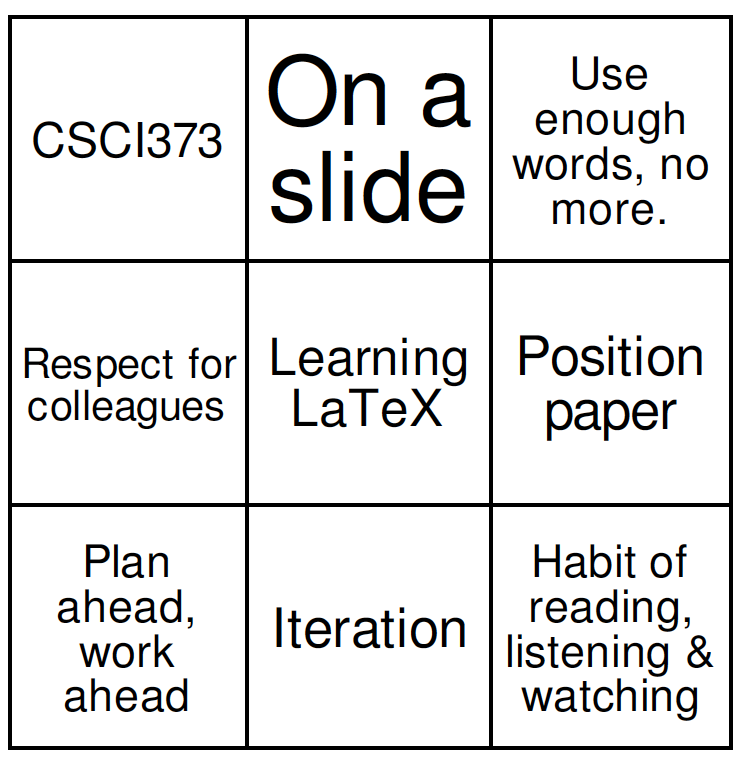 CSCI373
On a
slide
Use
enough
words, no
more.
Respect for
colleagues
Learning
LaTeX
Position
paper
Plan
ahead,
work
ahead
Iteration
Habit of
reading,
listening &
watching